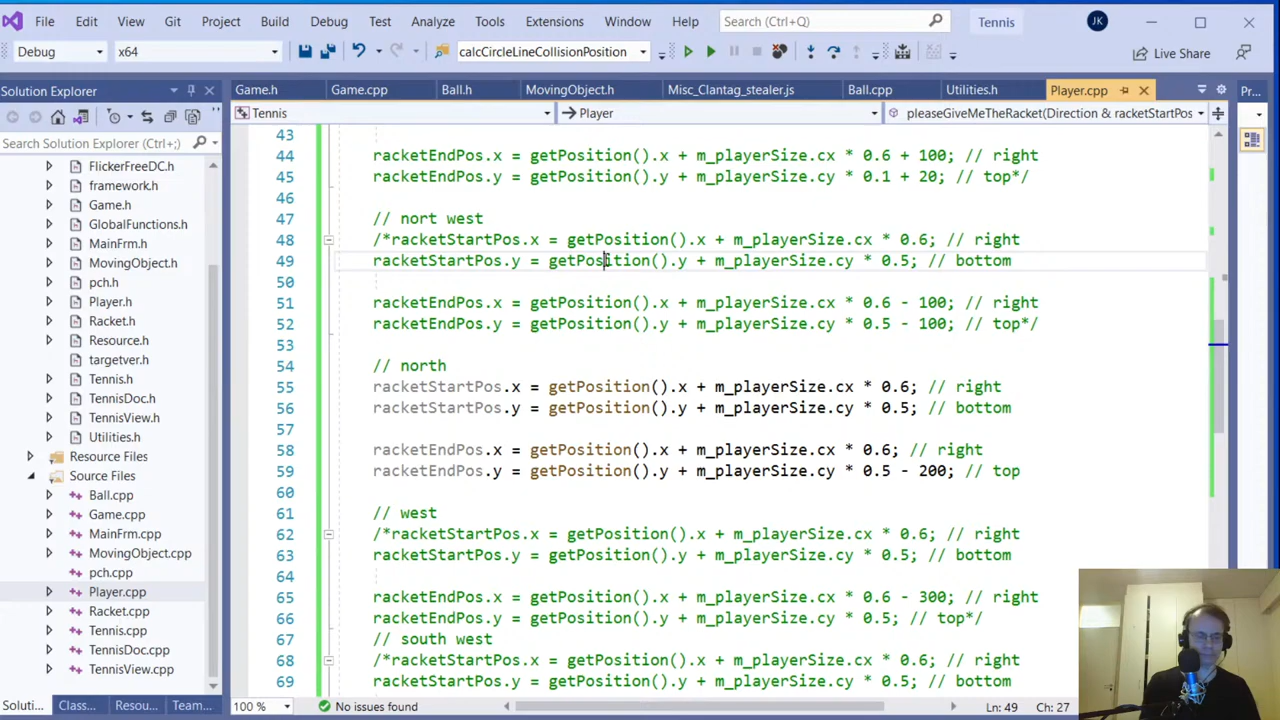 File Edit View Git Project Build Debug Test Analyze Tools Extensions Window Help Search (Ctrl+Q) Tennis JK
Debug x64 calcCircleLineCollisionPosition Live Share
Solution Explorer
Search Solution Explorer (Ctrl+;)
FlickerFreeDC.h
framework.h
Game.h
GlobalFunctions.h
MainFrm.h
MovingObject.h
pch.h
Player.h
Racket.h
Resource.h
targetver.h
Tennis.h
TennisDoc.h
TennisView.h
Utilities.h
Resource Files
Source Files
Ball.cpp
Game.cpp
MainFrm.cpp
MovingObject.cpp
pch.cpp
Player.cpp
Racket.cpp
Tennis.cpp
TennisDoc.cpp
TennisView.cpp
Soluti... Class... Resou... Team...
Game.h Game.cpp Ball.h MovingObject.h Misc_Clantag_stealer.js Ball.cpp Utilities.h Player.cpp Pr...
Tennis Player pleaseGiveMeTheRacket(Direction & racketStartPos
43
44 racketEndPos.x = getPosition().x + m_playerSize.cx * 0.6 + 100; // right
45 racketEndPos.y = getPosition().y + m_playerSize.cy * 0.1 + 20; // top*/
46
47 // nort west
48 /*racketStartPos.x = getPosition().x + m_playerSize.cx * 0.6; // right
49 racketStartPos.y = getPosition().y + m_playerSize.cy * 0.5; // bottom
50
51 racketEndPos.x = getPosition().x + m_playerSize.cx * 0.6 - 100; // right
52 racketEndPos.y = getPosition().y + m_playerSize.cy * 0.5 - 100; // top*/
53
54 // north
55 racketStartPos.x = getPosition().x + m_playerSize.cx * 0.6; // right
56 racketStartPos.y = getPosition().y + m_playerSize.cy * 0.5; // bottom
57
58 racketEndPos.x = getPosition().x + m_playerSize.cx * 0.6; // right
59 racketEndPos.y = getPosition().y + m_playerSize.cy * 0.5 - 200; // top
60
61 // west
62 /*racketStartPos.x = getPosition().x + m_playerSize.cx * 0.6; // right
63 racketStartPos.y = getPosition().y + m_playerSize.cy * 0.5; // bottom
64
65 racketEndPos.x = getPosition().x + m_playerSize.cx * 0.6 - 300; // right
66 racketEndPos.y = getPosition().y + m_playerSize.cy * 0.5; // top*/
67 // south west
68 /*racketStartPos.x = getPosition().x + m_playerSize.cx * 0.6; // right
69 racketStartPos.y = getPosition().y + m_playerSize.cy * 0.5; // bottom
100 % No issues found Ln: 49 Ch: 27